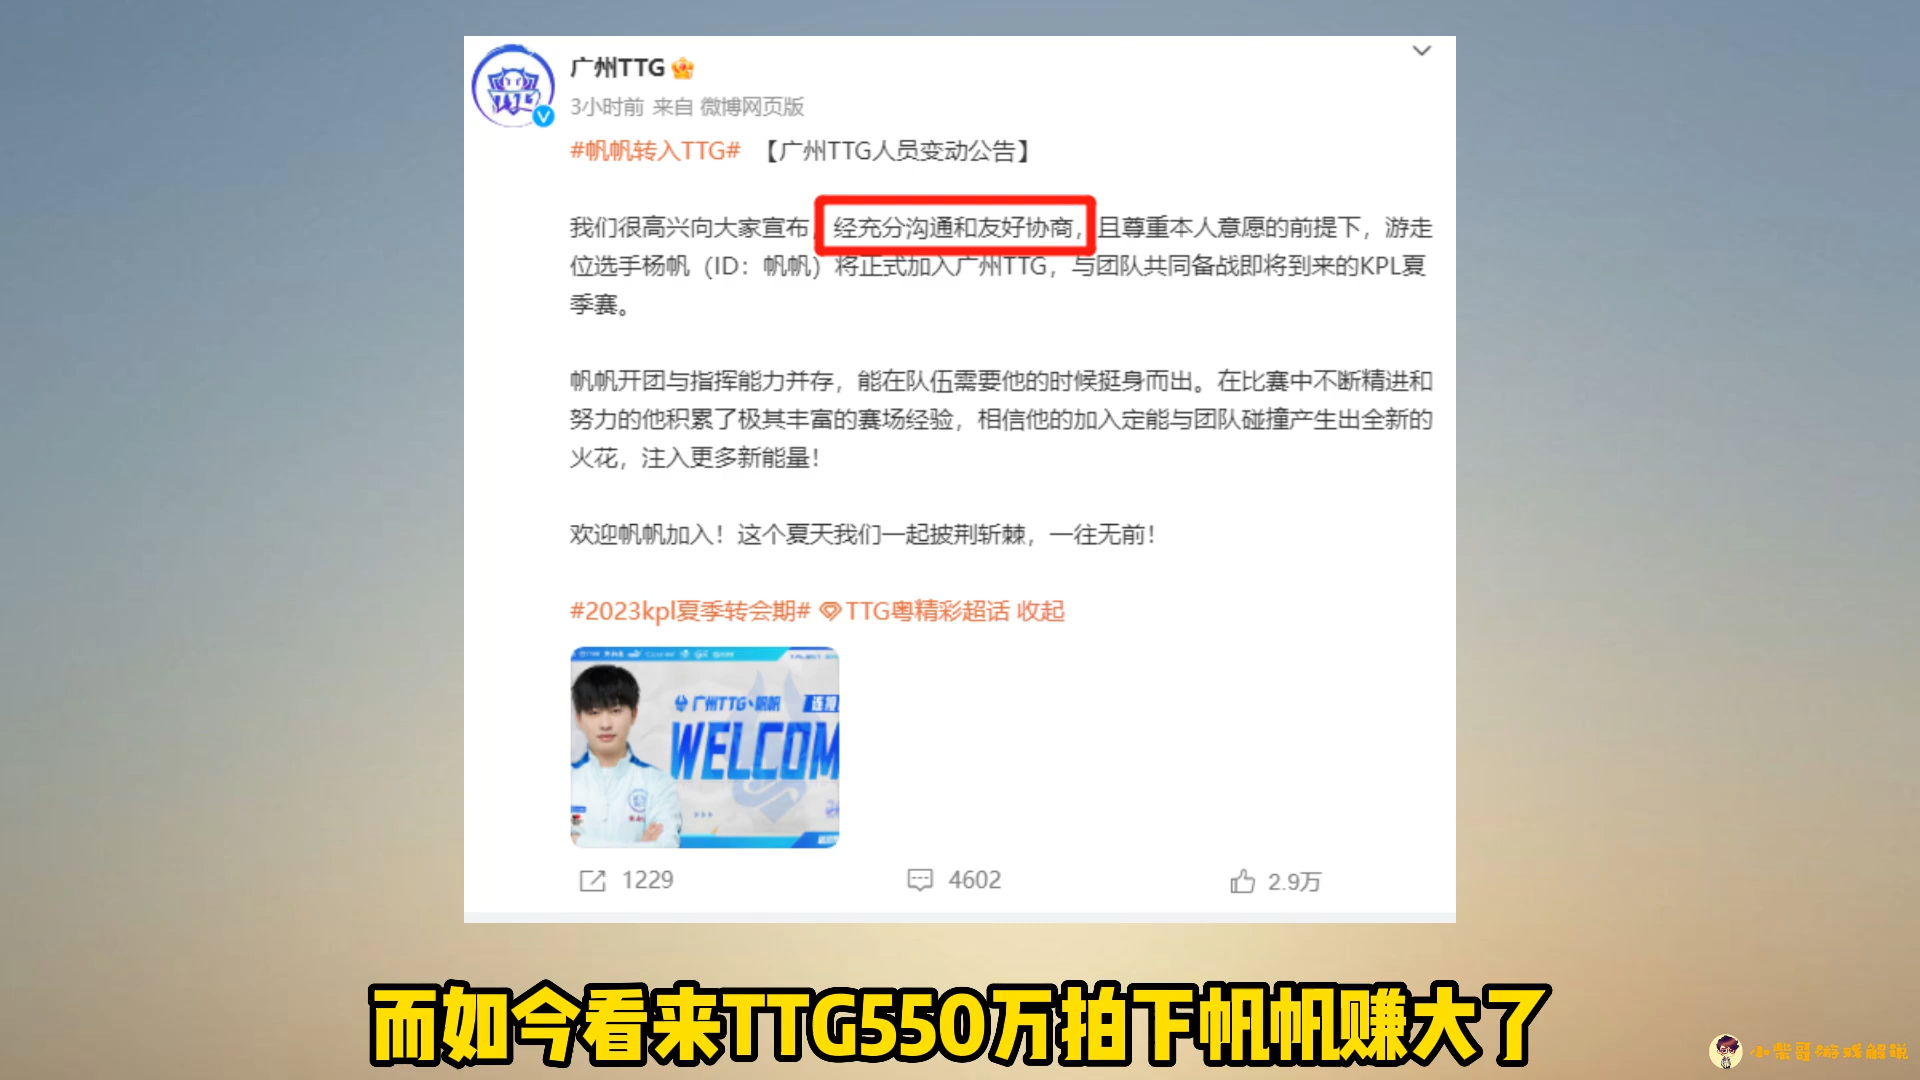 广州TTG
3小时前 来自 微博网页版
#帆帆转入TTG# 【广州TTG人员变动公告】
我们很高兴向大家宣布，经充分沟通和友好协商，且尊重本人意愿的前提下，游走
位选手杨帆（ID：帆帆）将正式加入广州TTG，与团队共同备战即将到来的KPL夏
季赛。
帆帆开团与指挥能力并存，能在队伍需要他的时候挺身而出。在比赛中不断精进和
努力的他积累了极其丰富的赛场经验，相信他的加入定能与团队碰撞产生出全新的
火花，注入更多新能量！
欢迎帆帆加入！这个夏天我们一起披荆斩棘，一往无前！
#2023kpl夏季转会期# TTG粤精彩超话 收起
广州TTG·帆帆
WELCOM
1229
4602
2.9万
而如今看来TTG550万拍下帆帆赚大了
小柴哥游戏解说